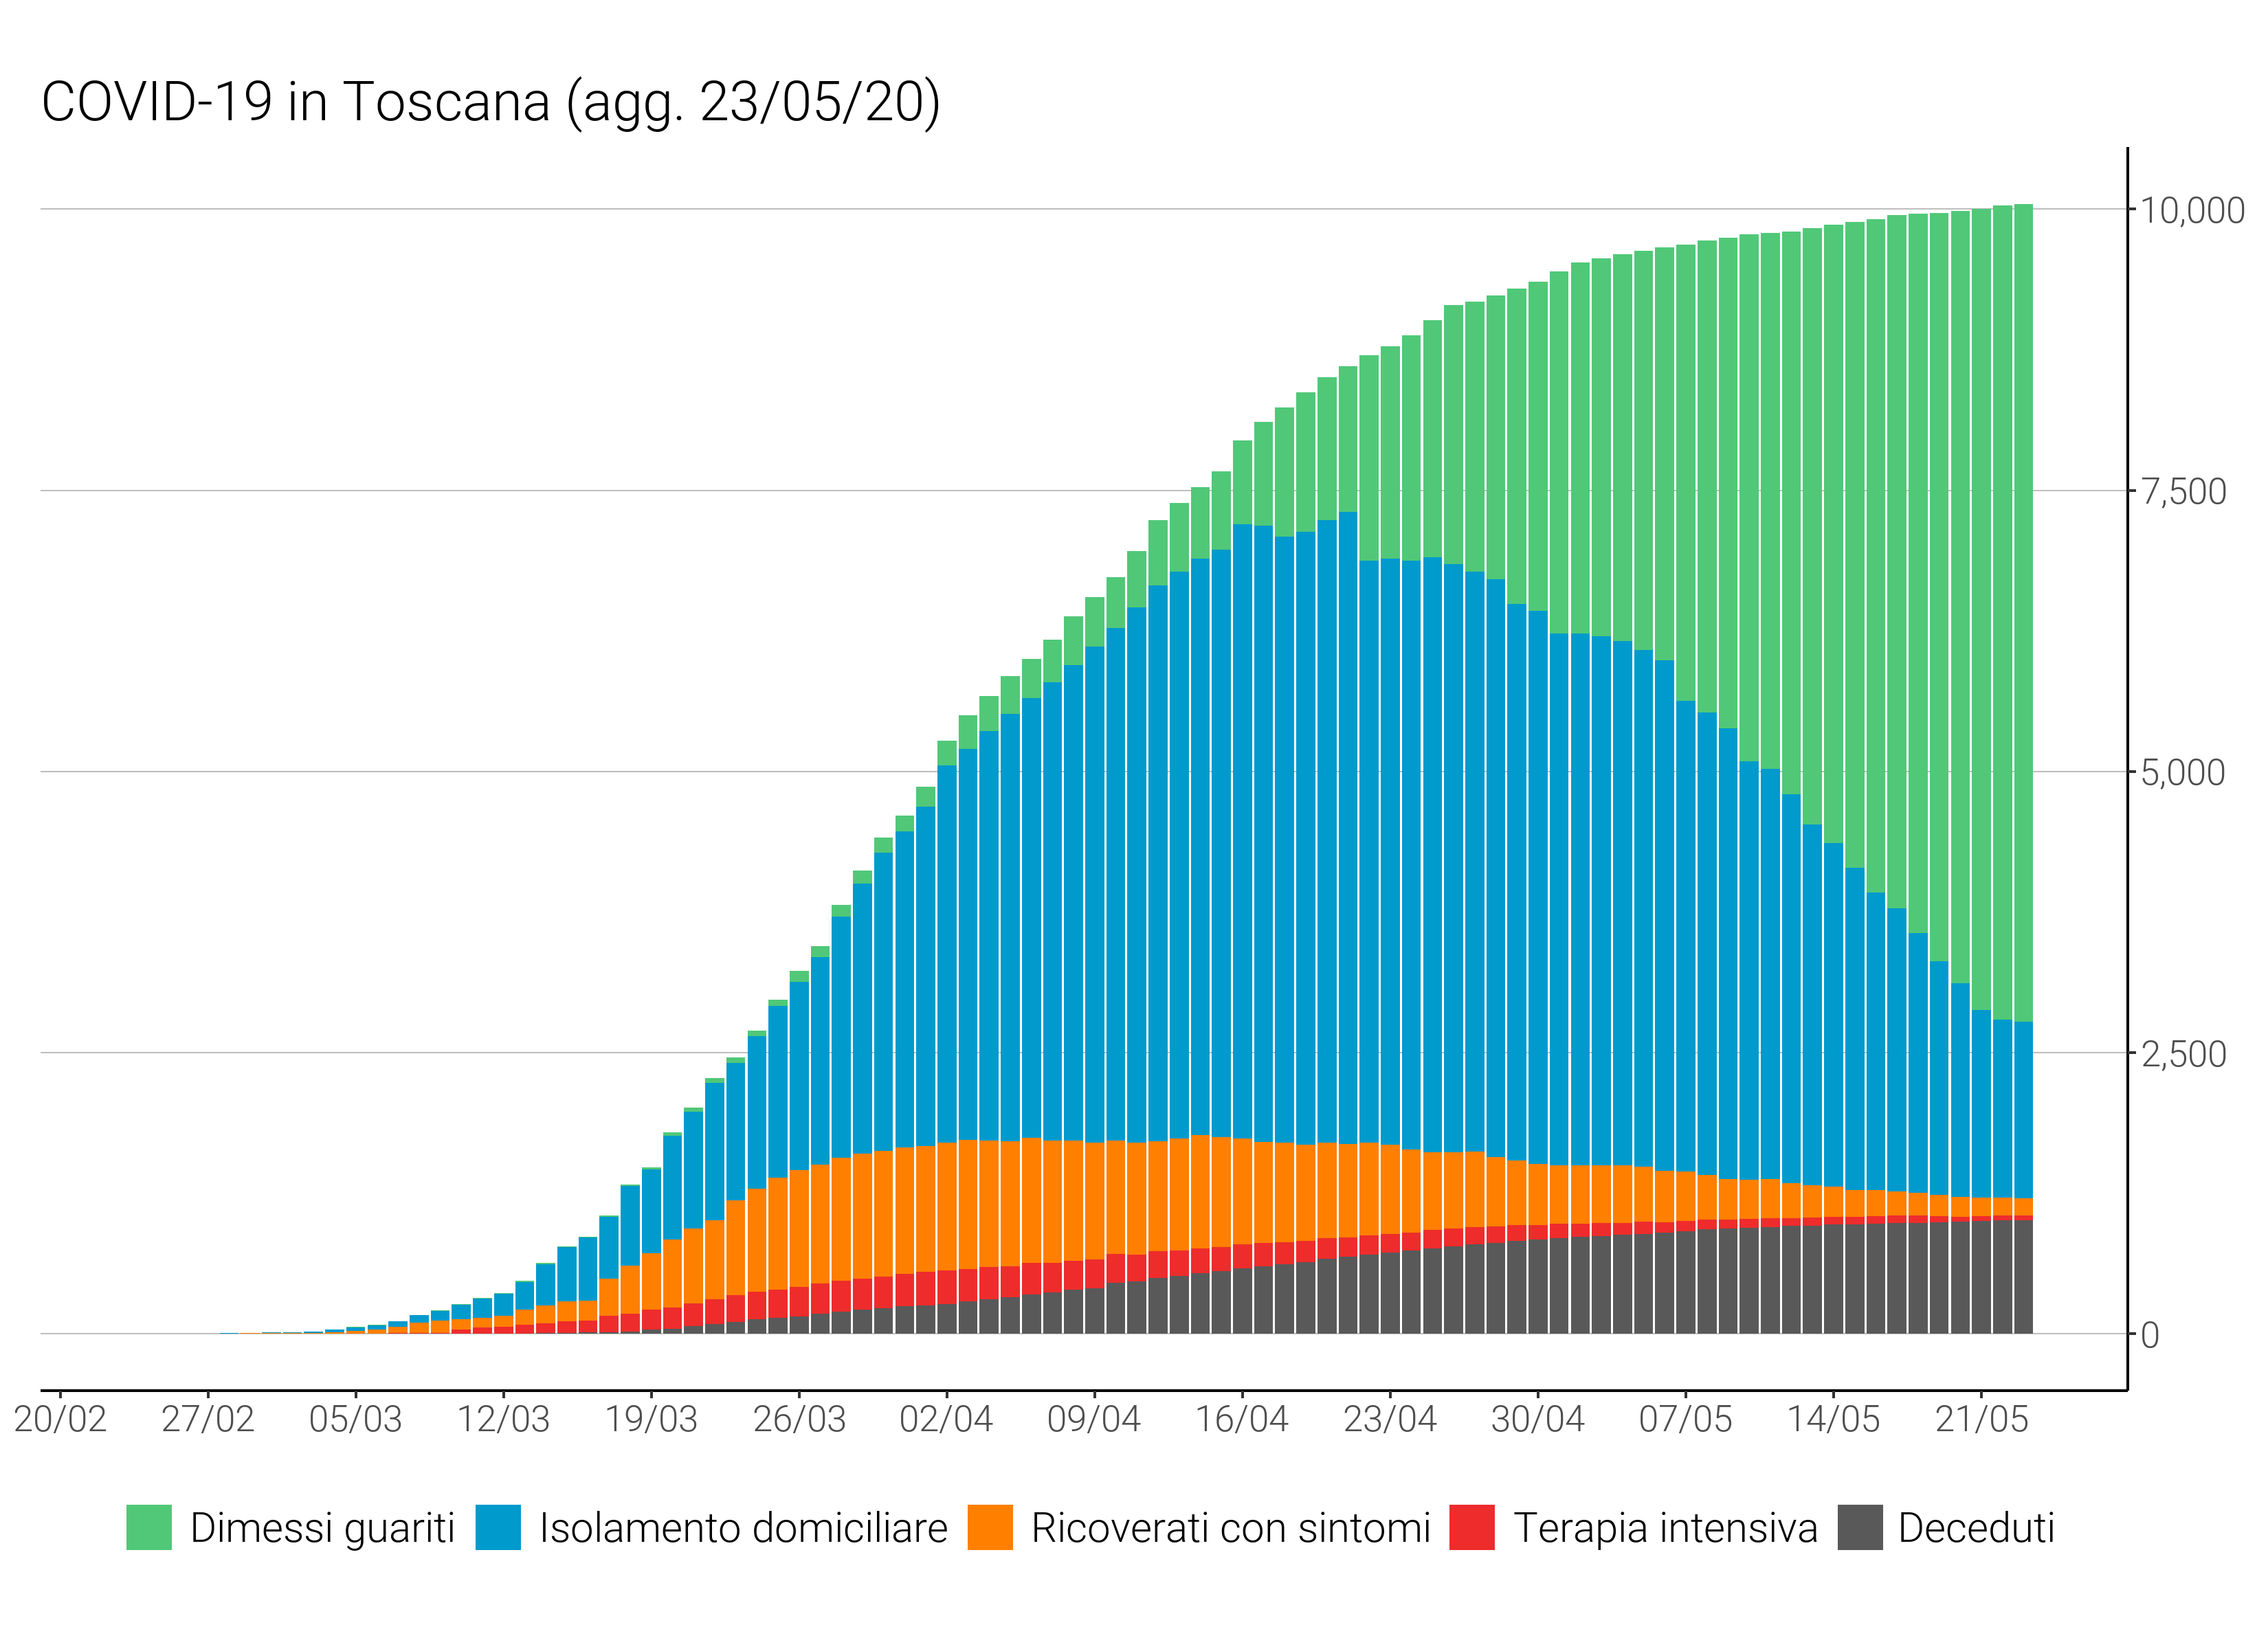 COVID-19 in Toscana (agg. 23/05/20)
10,000
7,500
5,000
2,500
0
20/02 27/02 05/03 12/03 19/03 26/03 02/04 09/04 16/04 23/04 30/04 07/05 14/05 21/05
Dimessi guariti Isolamento domiciliare Ricoverati con sintomi Terapia intensiva Deceduti